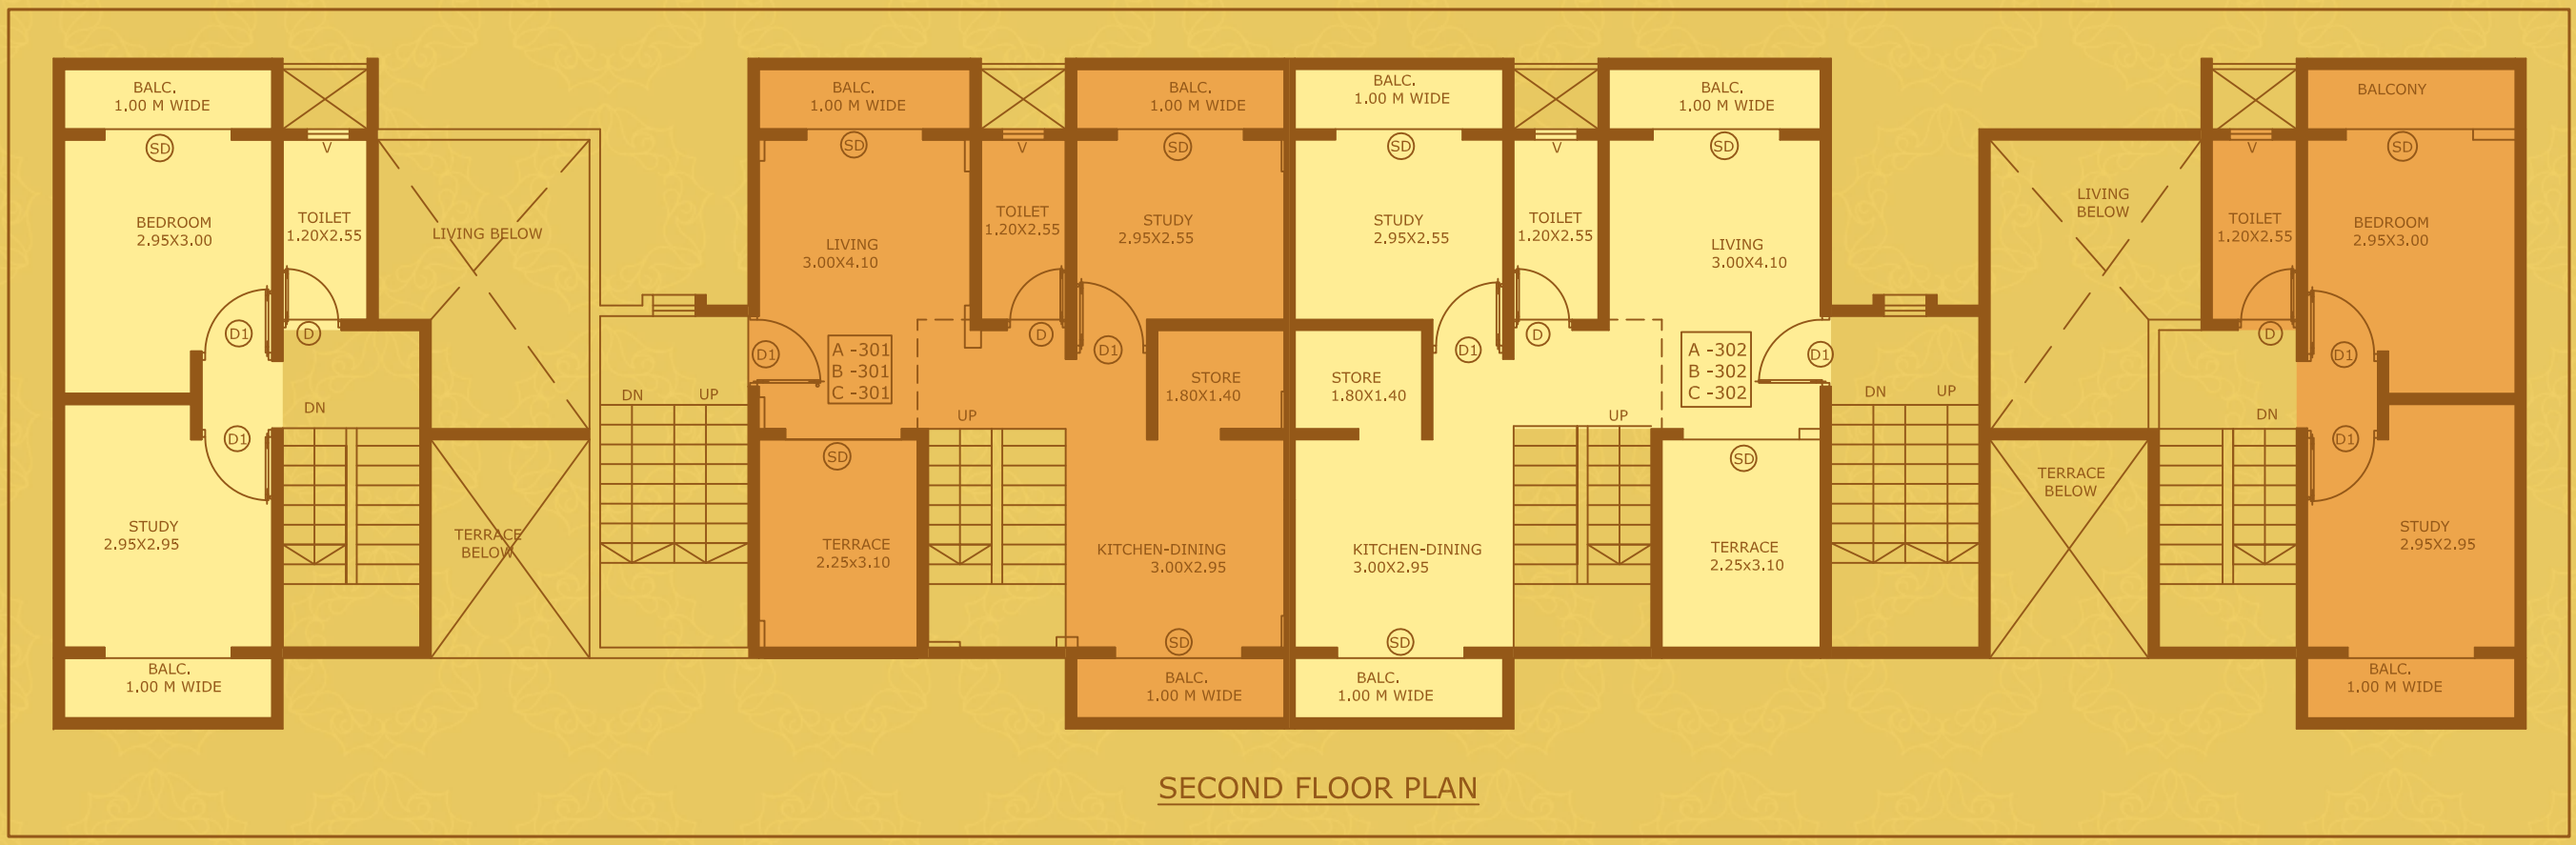 BALC.
1.00 M WIDE
SD
BEDROOM
2.95X3.00
D1
D1
STUDY
2.95X2.95
BALC.
1.00 M WIDE
V
TOILET
1.20X2.55
D
DN
LIVING BELOW
TERRACE
BELOW
DN
UP
BALC.
1.00 M WIDE
SD
LIVING
3.00X4.10
D1
A -301
B -301
C -301
SD
TERRACE
2.25x3.10
V
TOILET
1.20X2.55
D
UP
BALC.
1.00 M WIDE
SD
STUDY
2.95X2.55
D1
STORE
1.80X1.40
KITCHEN-DINING
3.00X2.95
SD
BALC.
1.00 M WIDE
BALC.
1.00 M WIDE
SD
STUDY
2.95X2.55
D1
STORE
1.80X1.40
KITCHEN-DINING
3.00X2.95
SD
BALC.
1.00 M WIDE
V
TOILET
1.20X2.55
D
UP
BALC.
1.00 M WIDE
SD
LIVING
3.00X4.10
A -302
B -302
C -302
D1
SD
TERRACE
2.25x3.10
DN
UP
LIVING
BELOW
TERRACE
BELOW
V
TOILET
1.20X2.55
D
DN
BALCONY
SD
BEDROOM
2.95X3.00
D1
D1
STUDY
2.95X2.95
BALC.
1.00 M WIDE
SECOND FLOOR PLAN